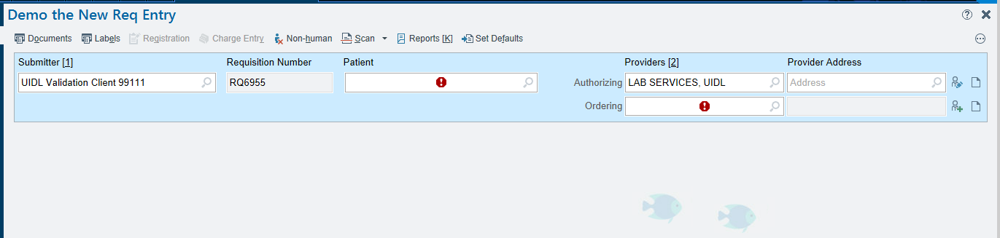 Demo the New Req Entry
Documents Labels Registration Charge Entry Non-human Scan Reports [K] Set Defaults
Submitter [1] Requisition Number Patient Providers [2] Provider Address
UIDL Validation Client 99111 RQ6955 Authorizing LAB SERVICES, UIDL Address
Ordering